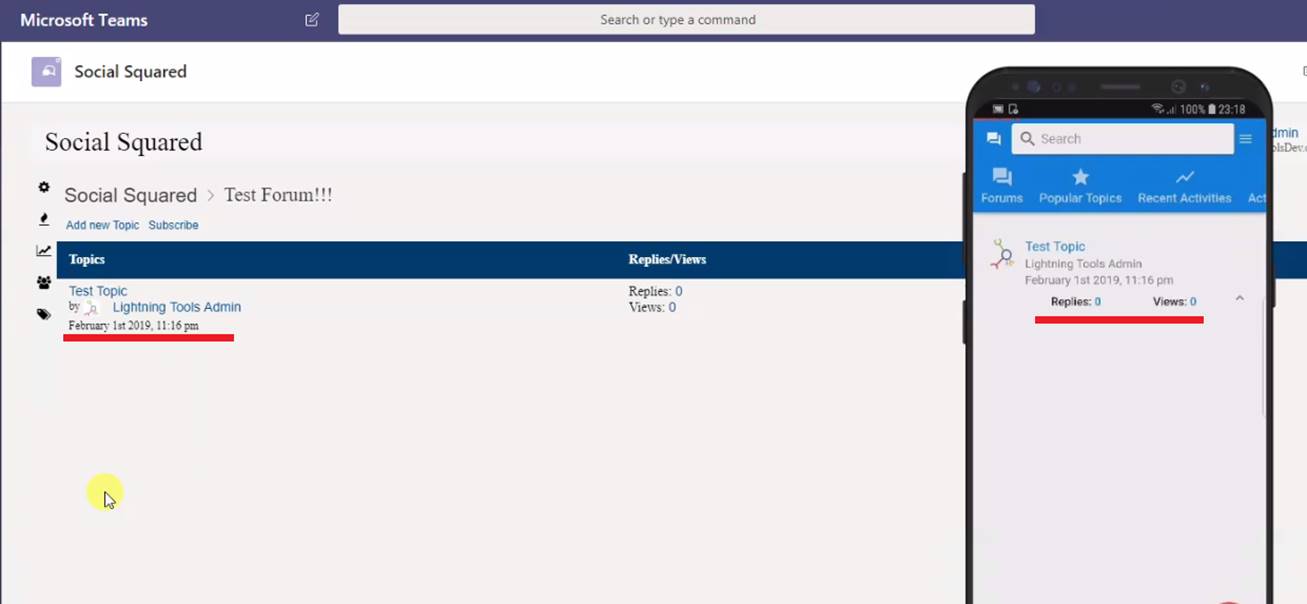 Microsoft Teams
Search or type a command
Social Squared
Social Squared
Social Squared > Test Forum!!!
Add new Topic Subscribe
Topics Replies/Views
Test Topic
by Lightning Tools Admin
February 1st 2019, 11:16 pm
Replies: 0
Views: 0
100% 23:18
Search
Forums Popular Topics Recent Activities Act
Test Topic
Lightning Tools Admin
February 1st 2019, 11:16 pm
Replies: 0 Views: 0